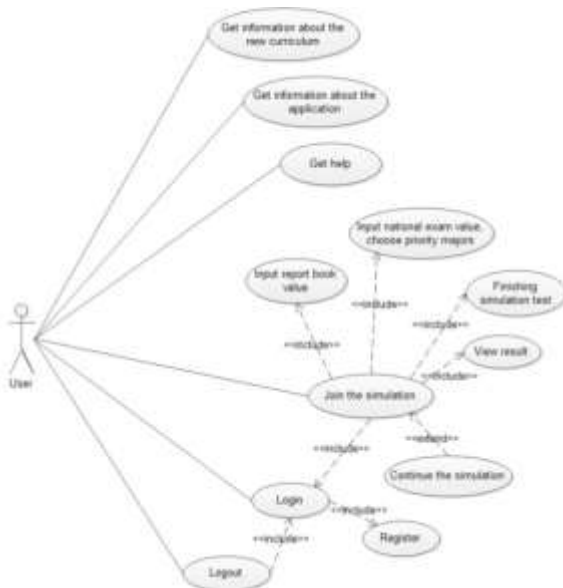 Get information about the
new curriculum
Get information about the
application
Get help
Input national exam value,
choose priority majors
Input report book
value
Finishing
simulation test
<<include>>
<<include>>
<<include>>
View result
<<include>>
User
Join the simulation
<<include>>
<<extend>>
Continue the simulation
Login
<<include>>
<<include>>
Register
Logout